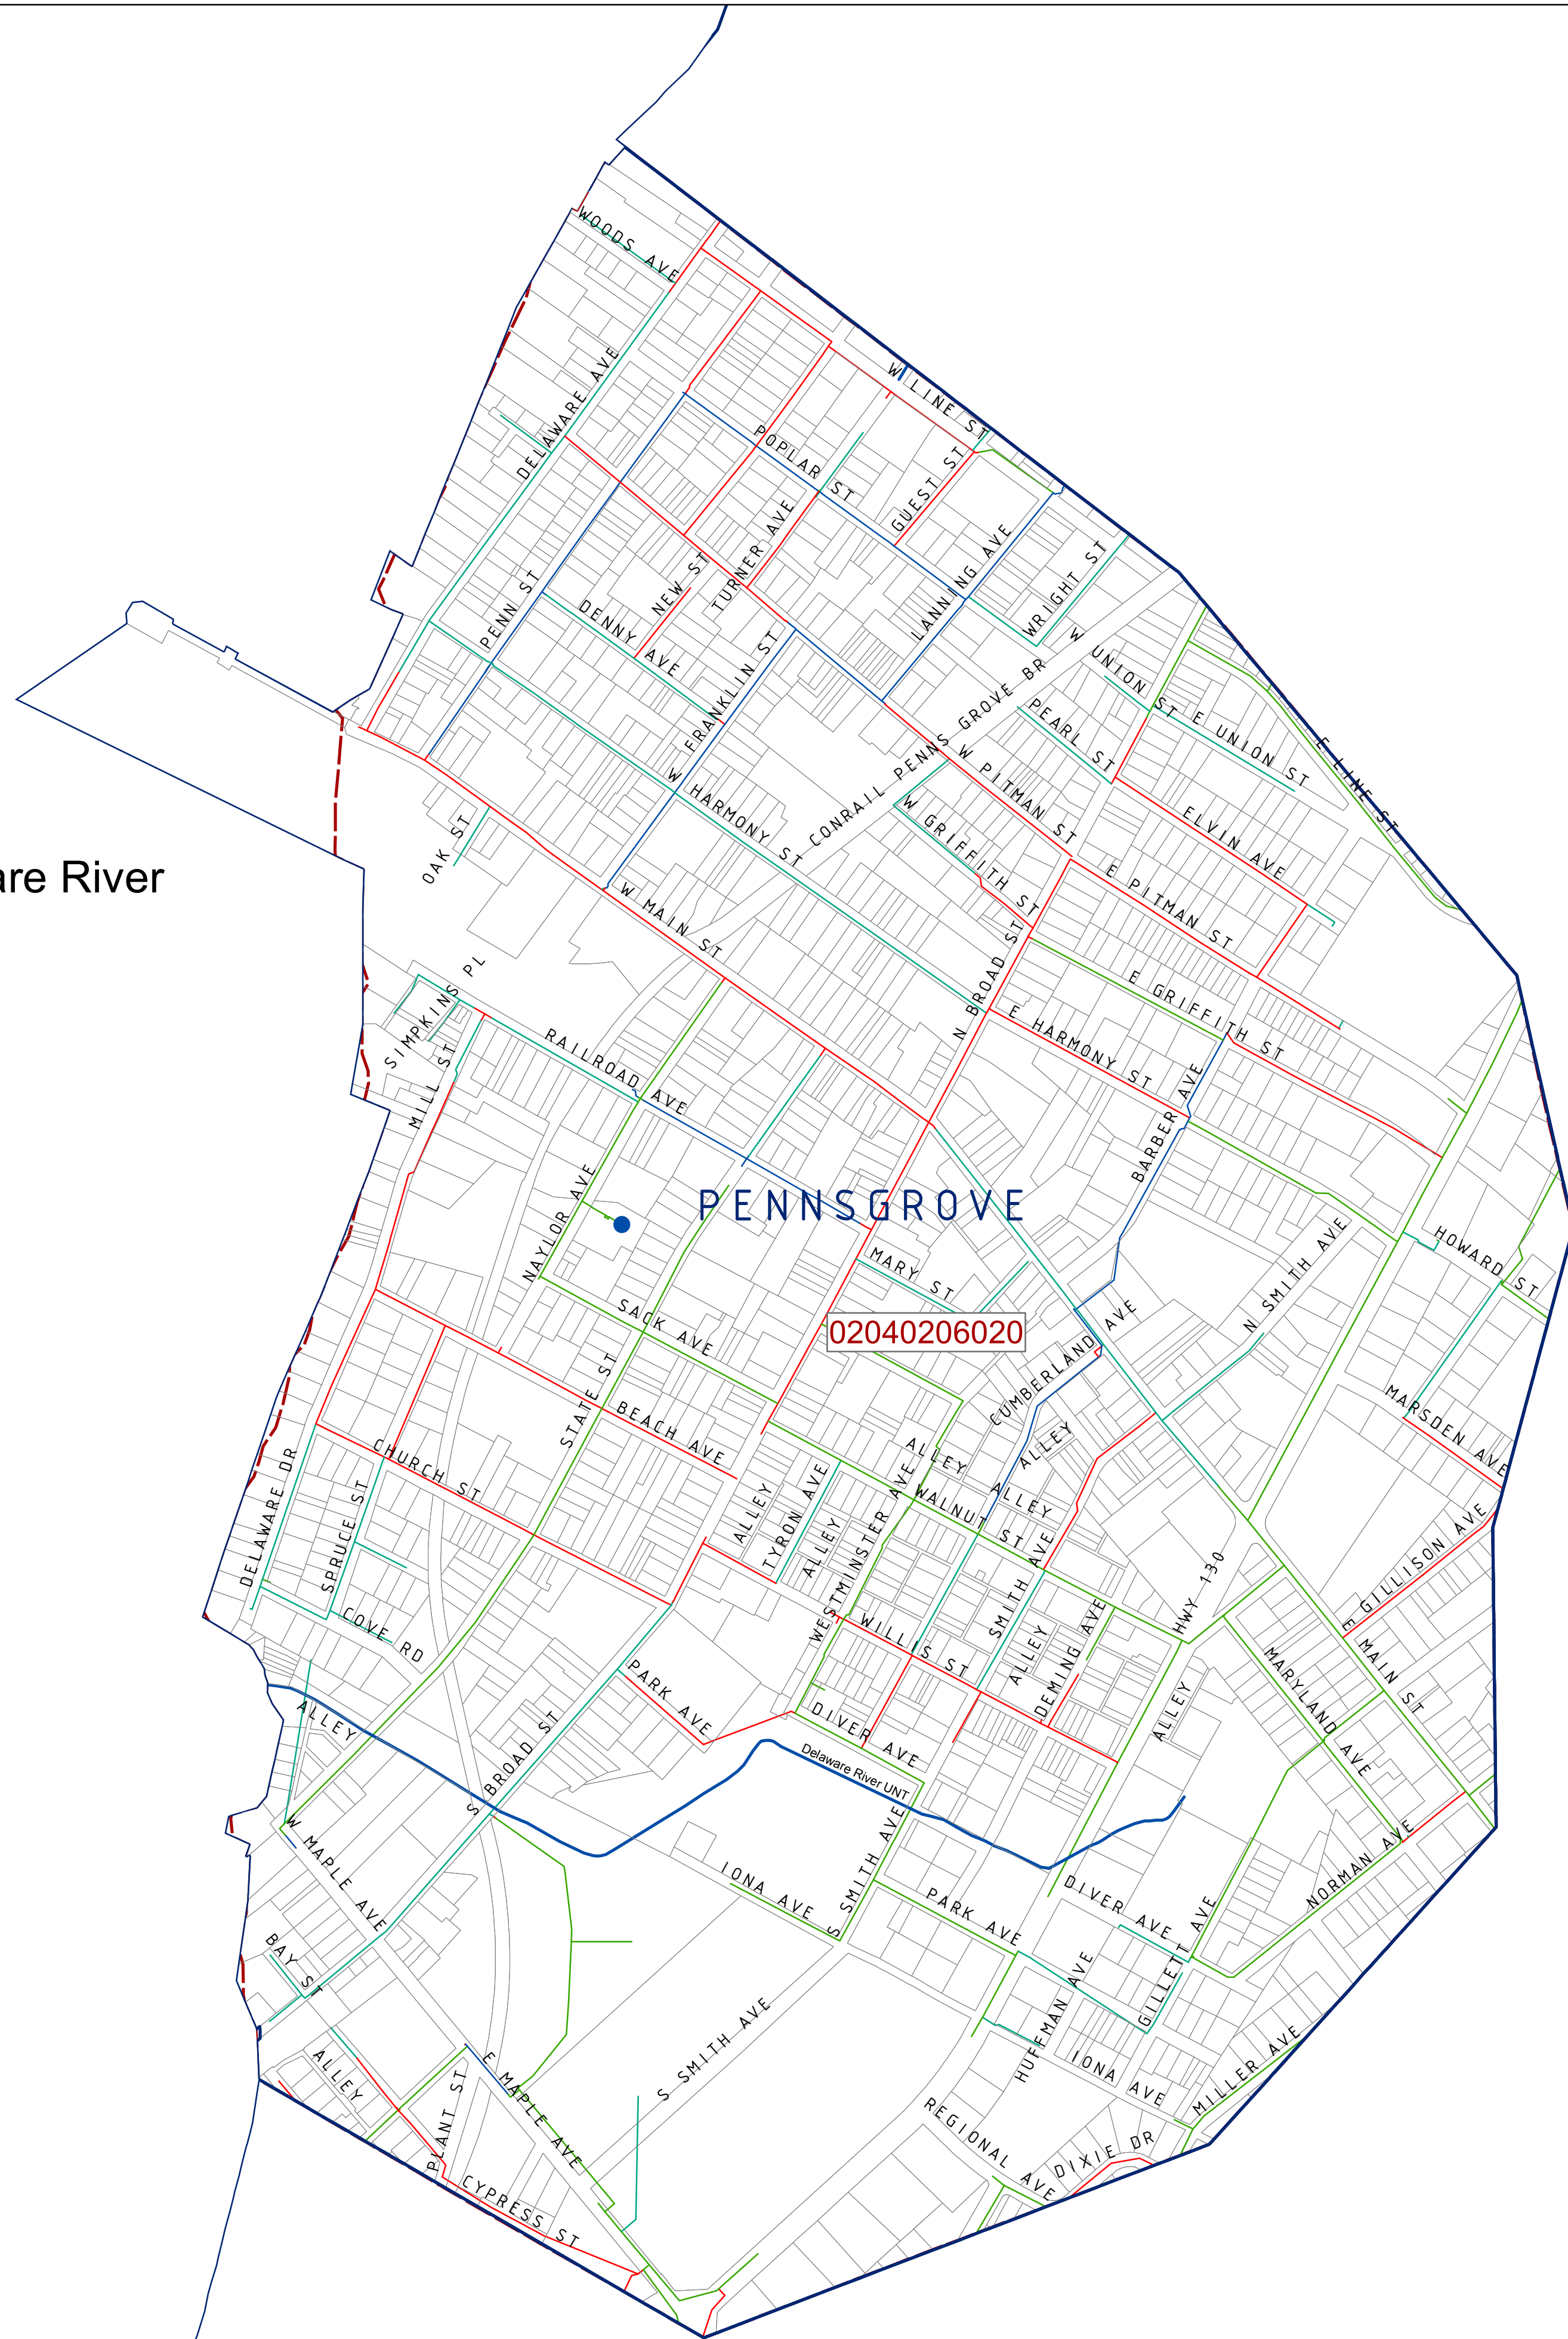 WOODS AVE
DELAWARE AVE
W LINE ST
POPLAR ST
GUEST ST
TURNER AVE
NEW ST
LANNING AVE
WRIGHT ST
PENN ST
DENNY AVE
FRANKLIN ST
W UNION ST
E UNION ST
PEARL ST
E LINE ST
CONRAIL PENNS GROVE BR
W PITMAN ST
W HARMONY ST
W GRIFFITH ST
ELVIN AVE
OAK ST
are River
W MAIN ST
E PITMAN ST
N BROAD ST
E GRIFFITH ST
SIMPKINS PL
E HARMONY ST
RAILROAD AVE
MILL ST
BARBER AVE
PENNSGROVE
NAYLOR AVE
MARY ST
HOWARD ST
N SMITH AVE
SACK AVE
02040206020
CUMBERLAND AVE
STATE ST
BEACH AVE
MARSDEN AVE
CHURCH ST
ALLEY
ALLEY
ALLEY
DELAWARE DR
SPRUCE ST
ALLEY
TYRON AVE
ALLEY
WESTMINSTER AVE
WALNUT ST
E GILLISON AVE
COVE RD
WILLIS ST
SMITH AVE
ALLEY
DEMING AVE
HWY 130
E MAIN ST
PARK AVE
MARYLAND AVE
ALLEY
DIVER AVE
ALLEY
S BROAD ST
Delaware River UNT
W MAPLE AVE
S SMITH AVE
IONA AVE
NORMAN AVE
PARK AVE
DIVER AVE
BAY ST
GILLETT AVE
HUFFMAN AVE
S SMITH AVE
ALLEY
E MAPLE AVE
IONA AVE
MILLER AVE
PLANT ST
REGIONAL AVE
DIXIE DR
CYPRESS ST